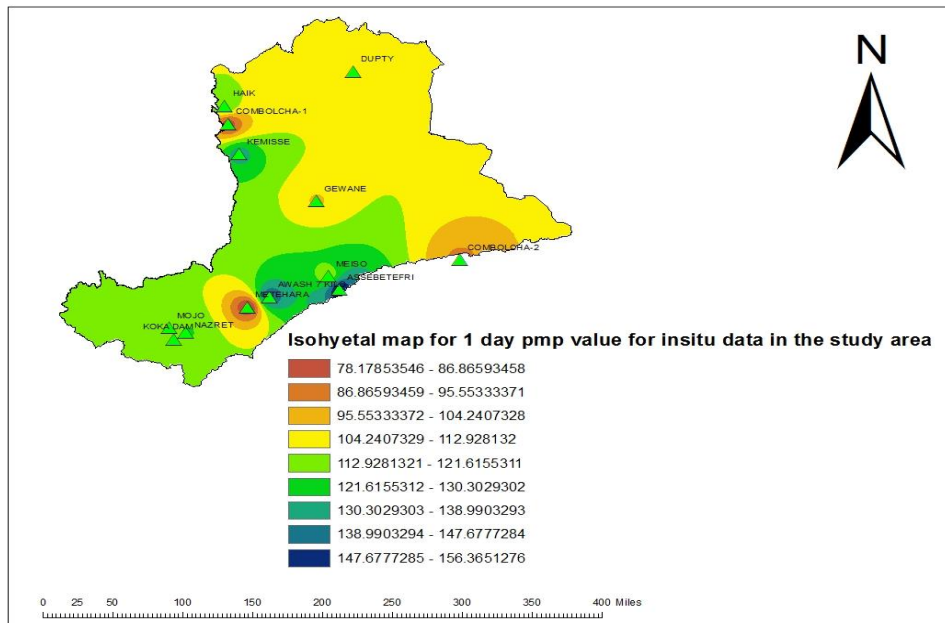 N
DUPTY
HAIK
COMBOLCHA-1
KEMISSE
GEWANE
COMBOLCHA-2
MEISO
ASSEBETEFRI
AWASH 7 KILO
METEHARA
MOJO
KOKA DAM
NAZRET
Isohyetal map for 1 day pmp value for insitu data in the study area
78.17853546 - 86.86593458
86.86593459 - 95.55333371
95.55333372 - 104.2407328
104.2407329 - 112.928132
112.9281321 - 121.6155311
121.6155312 - 130.3029302
130.3029303 - 138.9903293
138.9903294 - 147.6777284
147.6777285 - 156.3651276
0 25 50 100 150 200 250 300 350 400 Miles